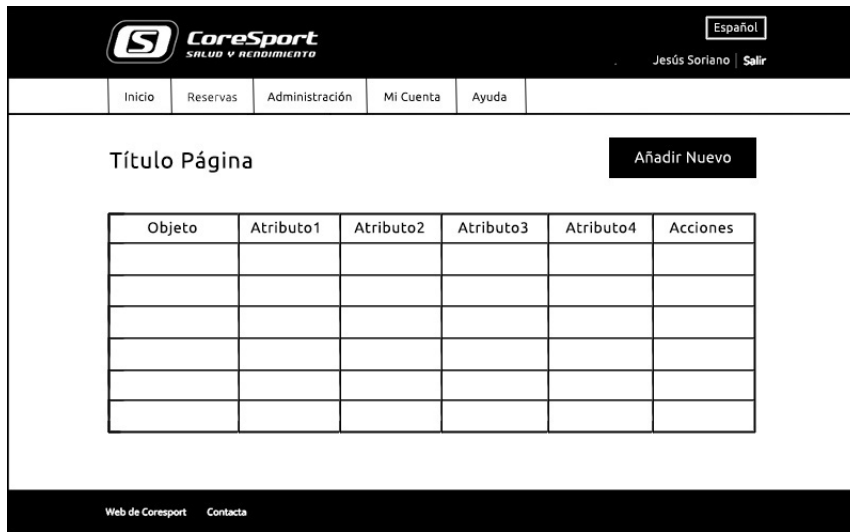 S CoreSport
SALUD Y RENDIMIENTO
Español
Jesús Soriano | Salir
Inicio Reservas Administración Mi Cuenta Ayuda
Título Página
Añadir Nuevo
Objeto Atributo1 Atributo2 Atributo3 Atributo4 Acciones
Web de Coresport Contacta